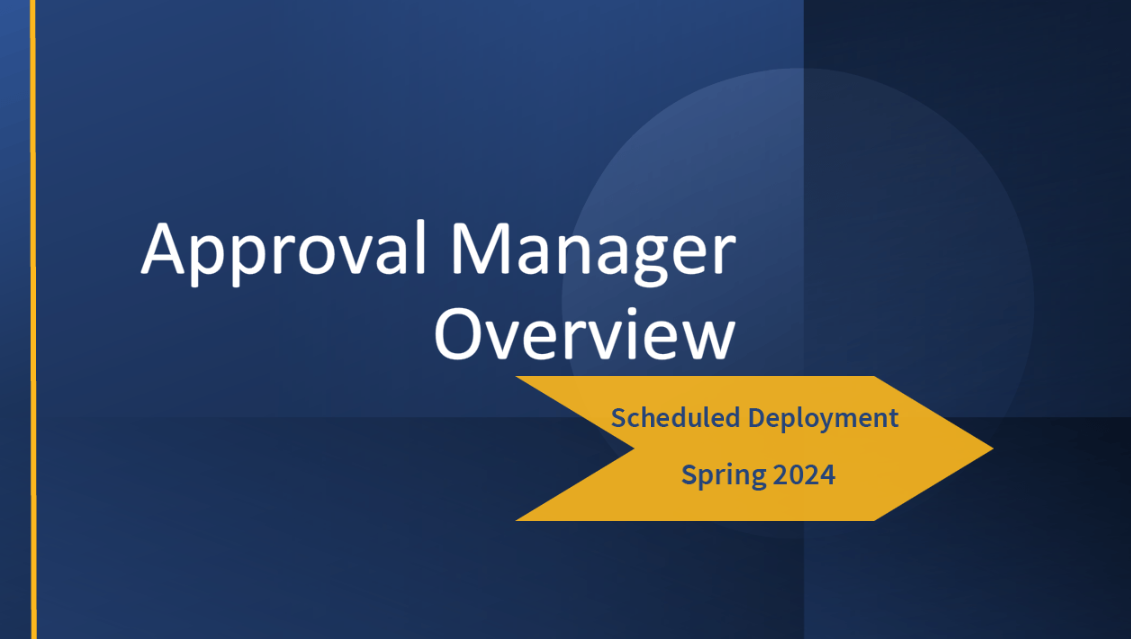 Approval Manager
Overview
Scheduled Deployment
Spring 2024